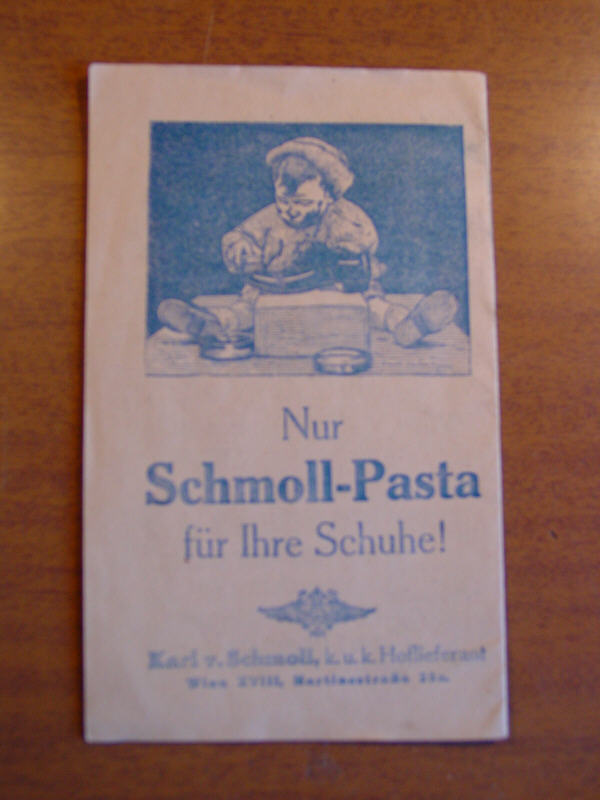 Nur
Schmoll-Pasta
für Ihre Schuhe!
Karl v. Schmoll, k. u. k. Hoflieferant
Wien XVIII, Martinsstraße